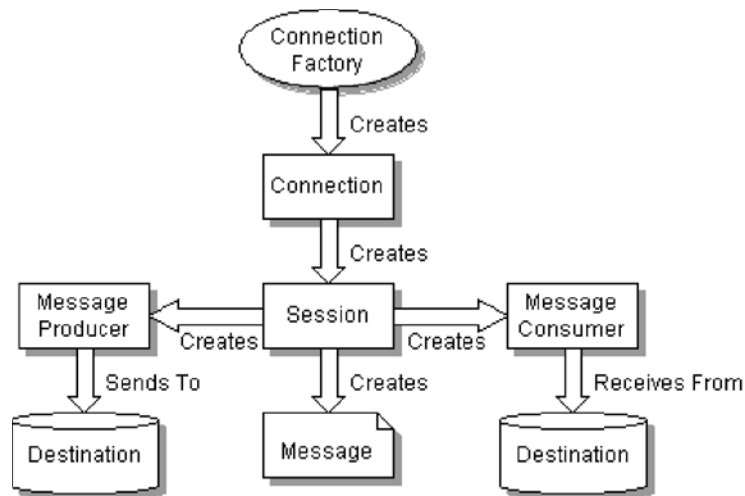 Connection
Factory
Creates
Connection
Creates
Message
Producer
Session
Message
Consumer
Creates
Creates
Sends To
Creates
Receives From
Destination
Message
Destination